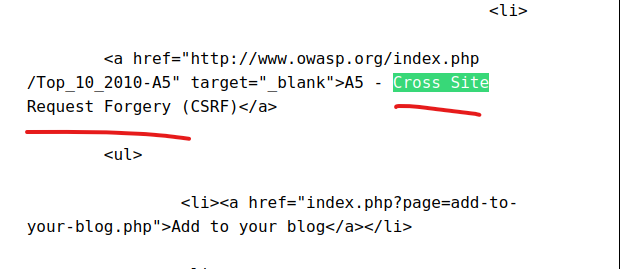 <li>
<a href="http://www.owasp.org/index.php
/Top_10_2010-A5" target="_blank">A5 - Cross Site
Request Forgery (CSRF)</a>
<ul>
<li><a href="index.php?page=add-to-
your-blog.php">Add to your blog</a></li>